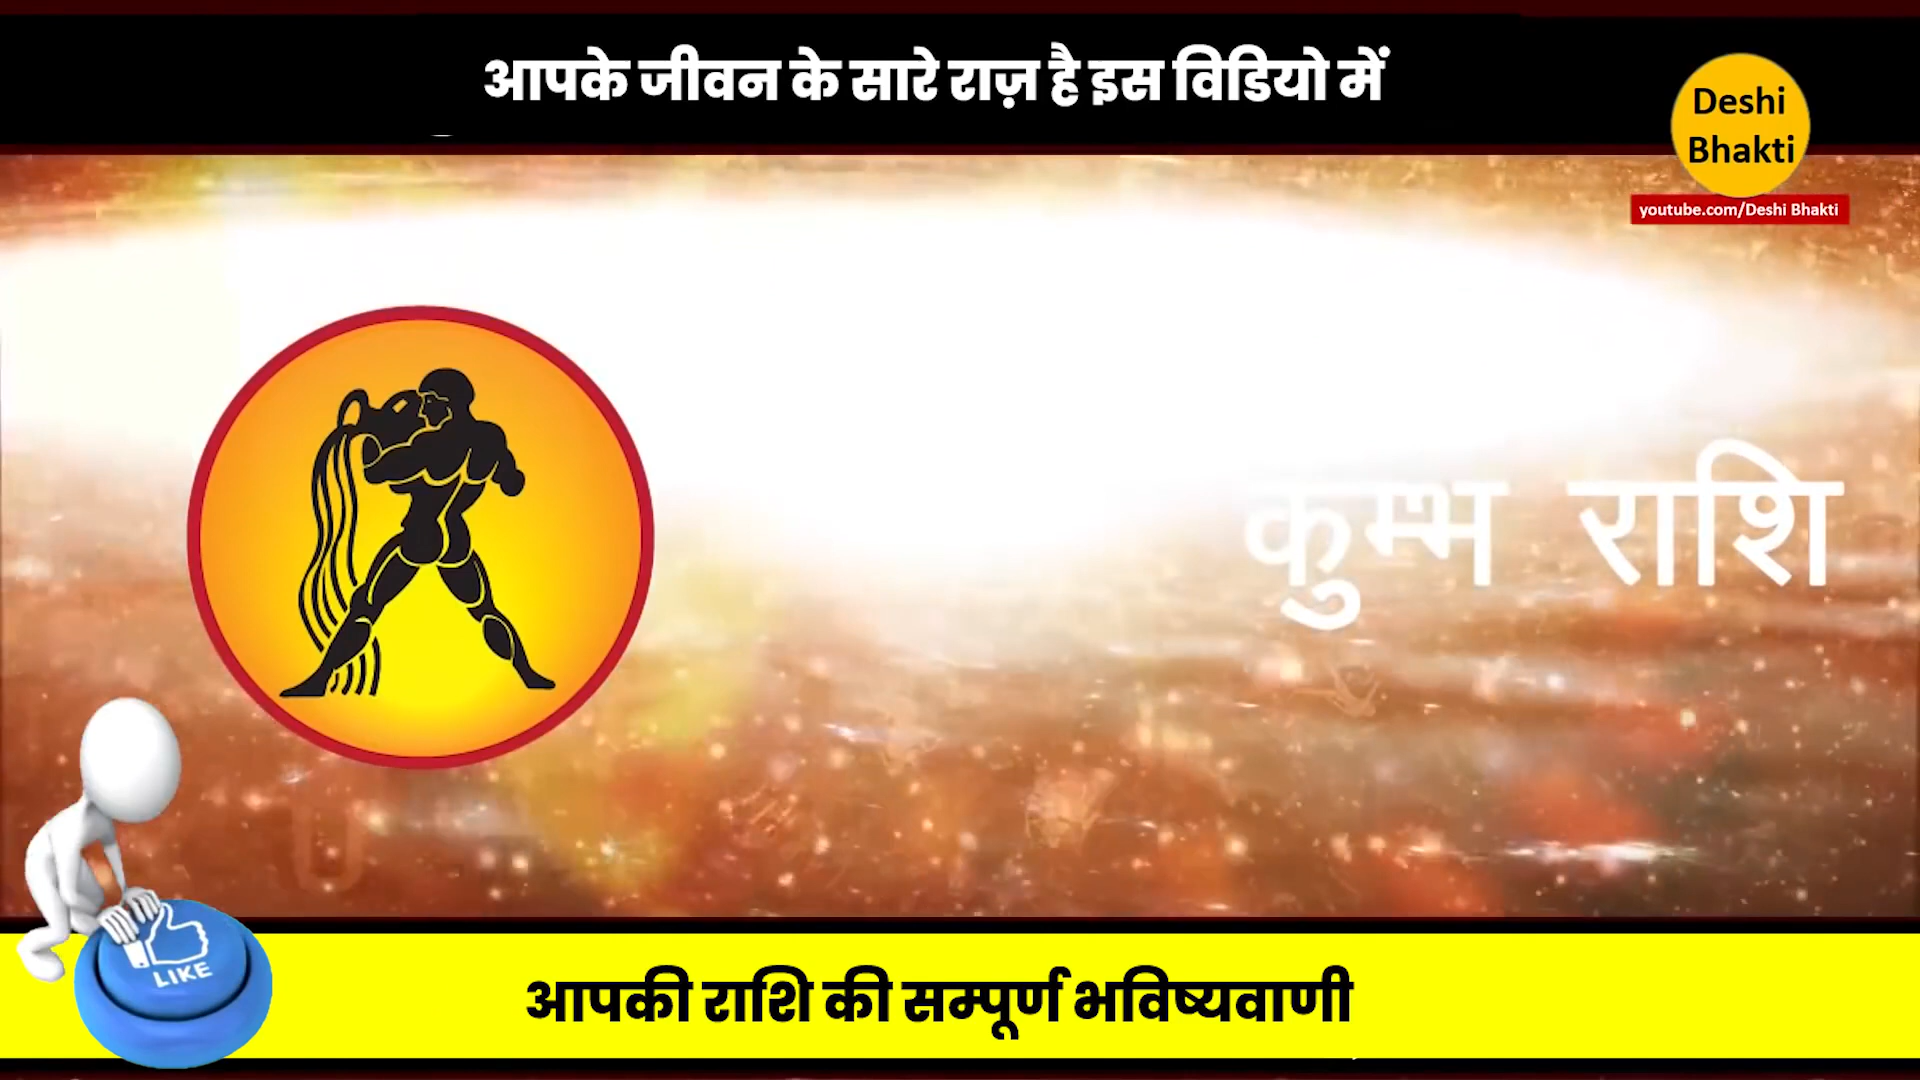 आपके जीवन के सारे राज़ है इस विडियो में
Deshi
Bhakti
youtube.com/Deshi Bhakti
कुम्भ राशि
LIKE
आपकी राशि की सम्पूर्ण भविष्यवाणी